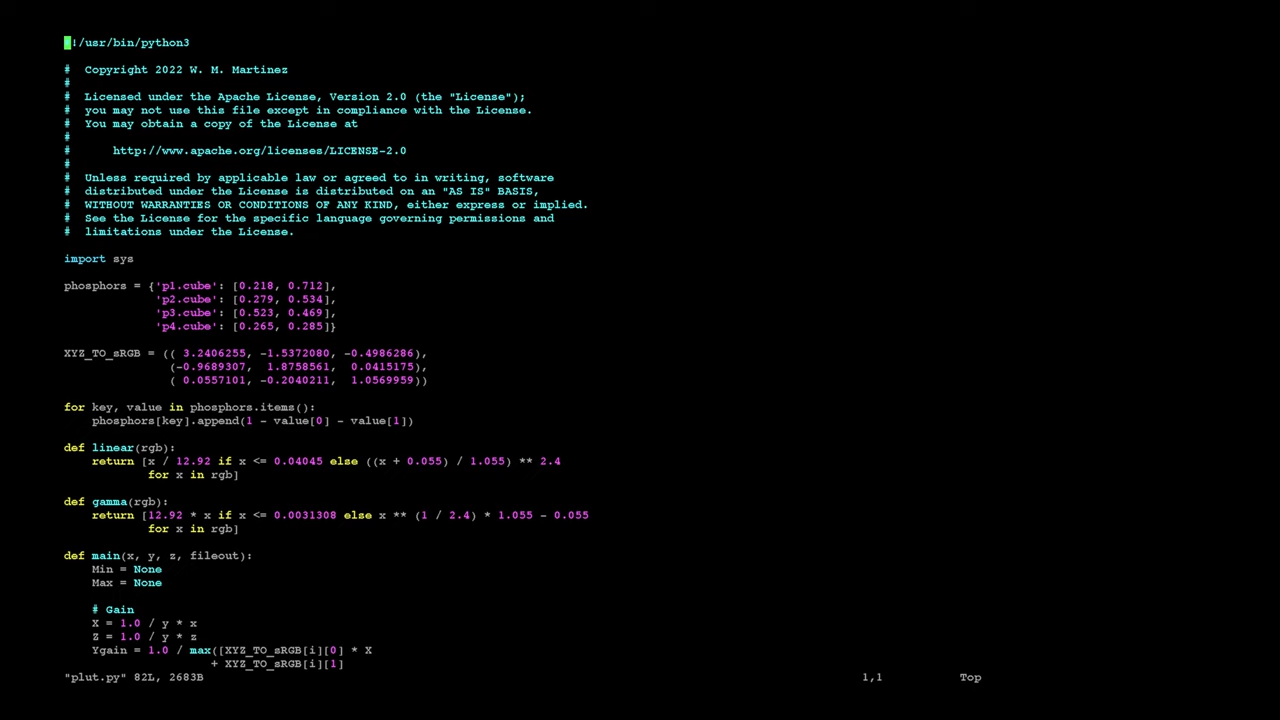 #!/usr/bin/python3
#  Copyright 2022 W. M. Martinez
#
#  Licensed under the Apache License, Version 2.0 (the "License");
#  you may not use this file except in compliance with the License.
#  You may obtain a copy of the License at
#
#      http://www.apache.org/licenses/LICENSE-2.0
#
#  Unless required by applicable law or agreed to in writing, software
#  distributed under the License is distributed on an "AS IS" BASIS,
#  WITHOUT WARRANTIES OR CONDITIONS OF ANY KIND, either express or implied.
#  See the License for the specific language governing permissions and
#  limitations under the License.
import sys
phosphors = {'p1.cube': [0.218, 0.712],
             'p2.cube': [0.279, 0.534],
             'p3.cube': [0.523, 0.469],
             'p4.cube': [0.265, 0.285]}
XYZ_TO_sRGB = (( 3.2406255, -1.5372080, -0.4986286),
               (-0.9689307,  1.8758561,  0.0415175),
               ( 0.0557101, -0.2040211,  1.0569959))
for key, value in phosphors.items():
    phosphors[key].append(1 - value[0] - value[1])
def linear(rgb):
    return [x / 12.92 if x <= 0.04045 else ((x + 0.055) / 1.055) ** 2.4
            for x in rgb]
def gamma(rgb):
    return [12.92 * x if x <= 0.0031308 else x ** (1 / 2.4) * 1.055 - 0.055
            for x in rgb]
def main(x, y, z, fileout):
    Min = None
    Max = None
    # Gain
    X = 1.0 / y * x
    Z = 1.0 / y * z
    Ygain = 1.0 / max([XYZ_TO_sRGB[i][0] * X
                     + XYZ_TO_sRGB[i][1]
"plut.py" 82L, 2683B 1,1 Top